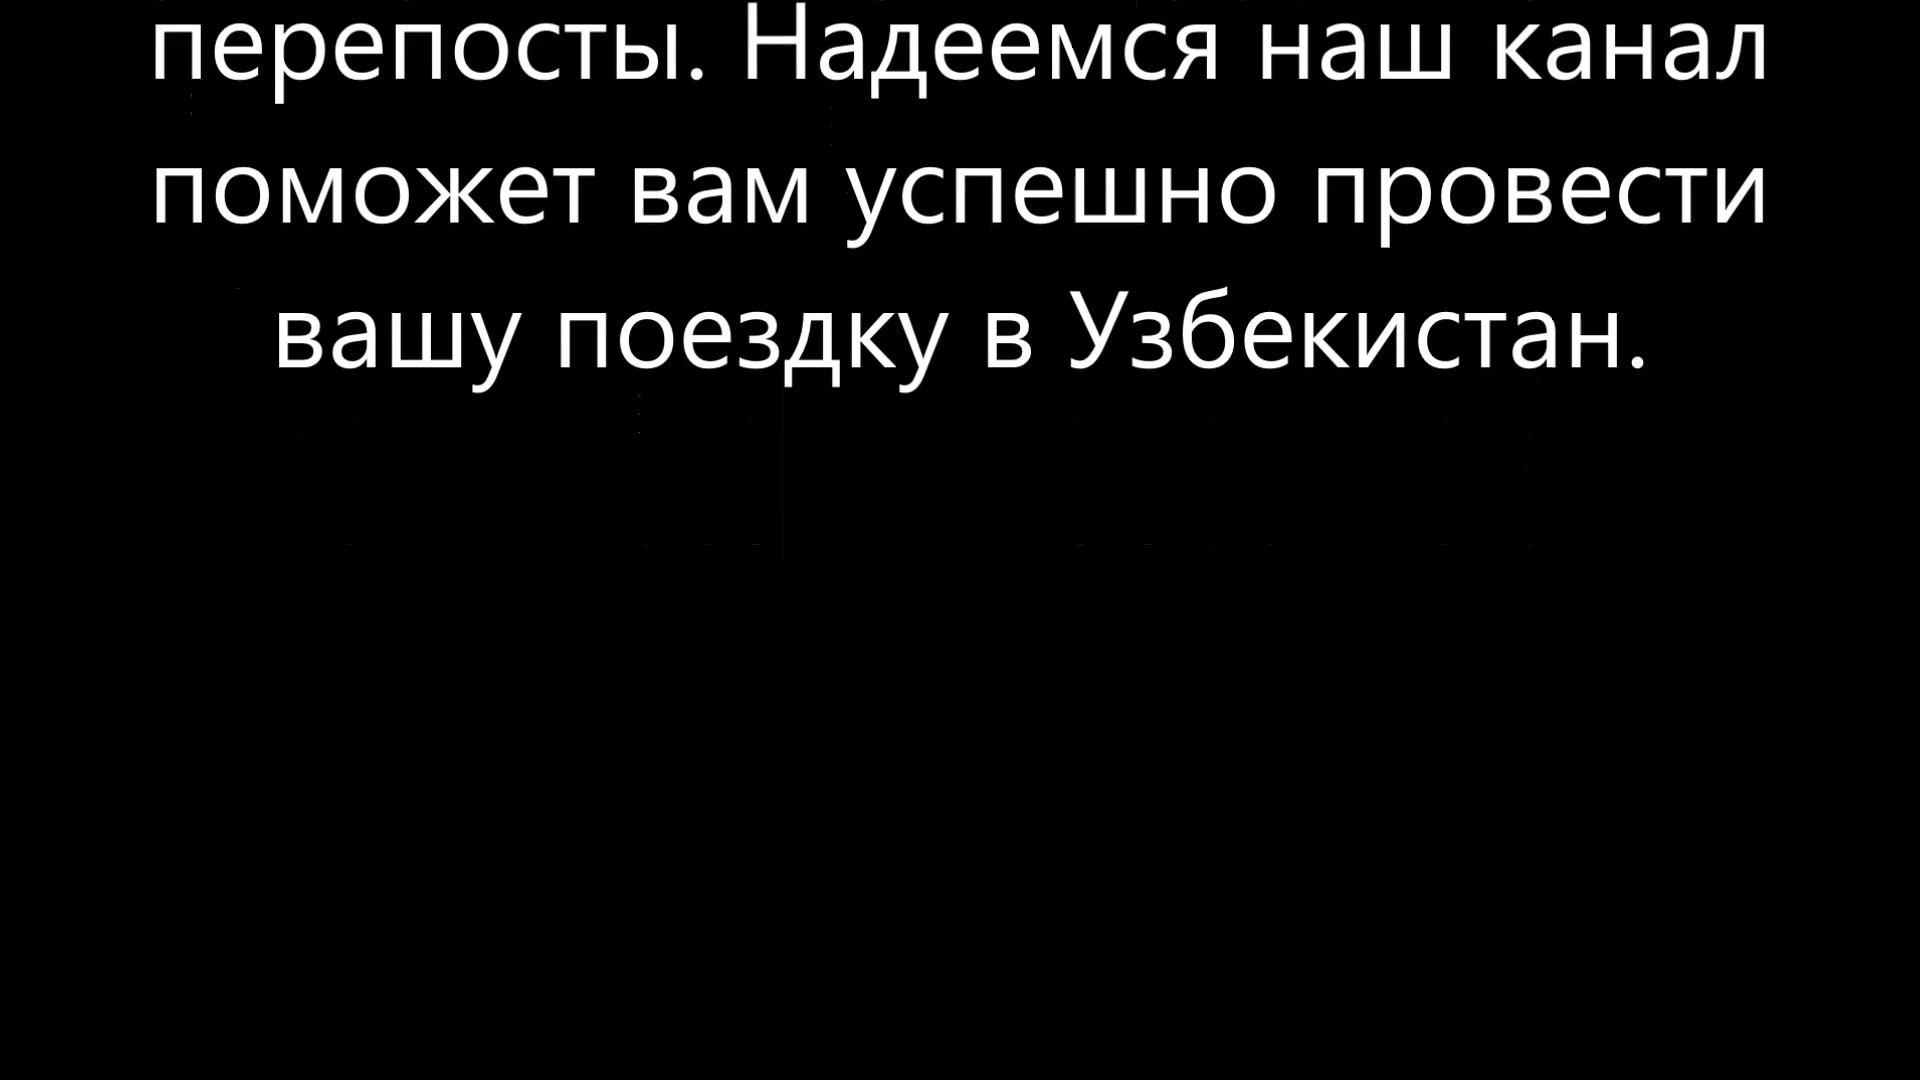 перепосты. Надеемся наш канал
поможет вам успешно провести
вашу поездку в Узбекистан.